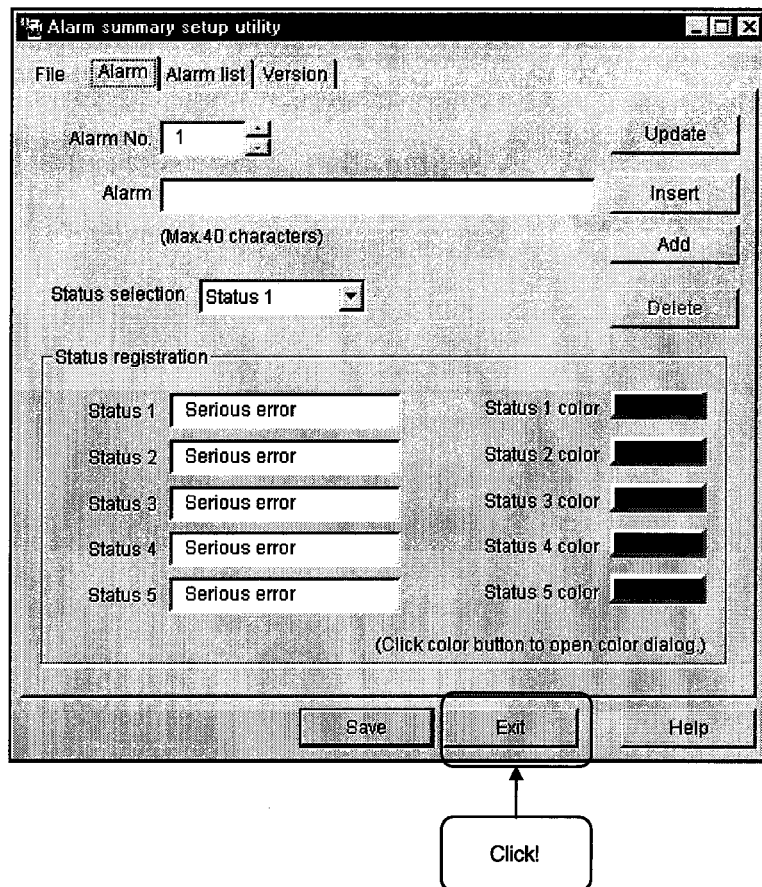 Alarm summary setup utility
File Alarm Alarm list Version
Alarm No. 1 Update
Alarm Insert
(Max.40 characters) Add
Status selection Status 1 Delete
Status registration
Status 1 Serious error Status 1 color
Status 2 Serious error Status 2 color
Status 3 Serious error Status 3 color
Status 4 Serious error Status 4 color
Status 5 Serious error Status 5 color
(Click color button to open color dialog.)
Save Exit Help
Click!